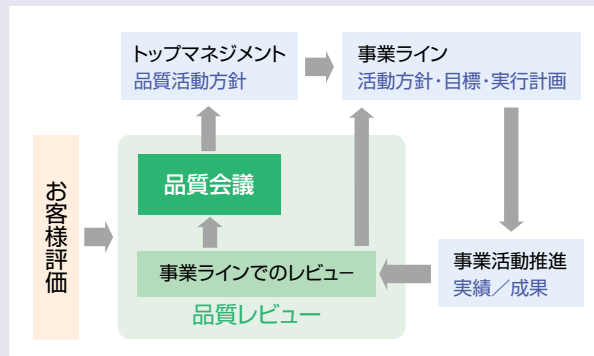 トップマネジメント
品質活動方針
事業ライン
活動方針・目標・実行計画
お客様評価
品質会議
事業ラインでのレビュー
品質レビュー
事業活動推進
実績／成果